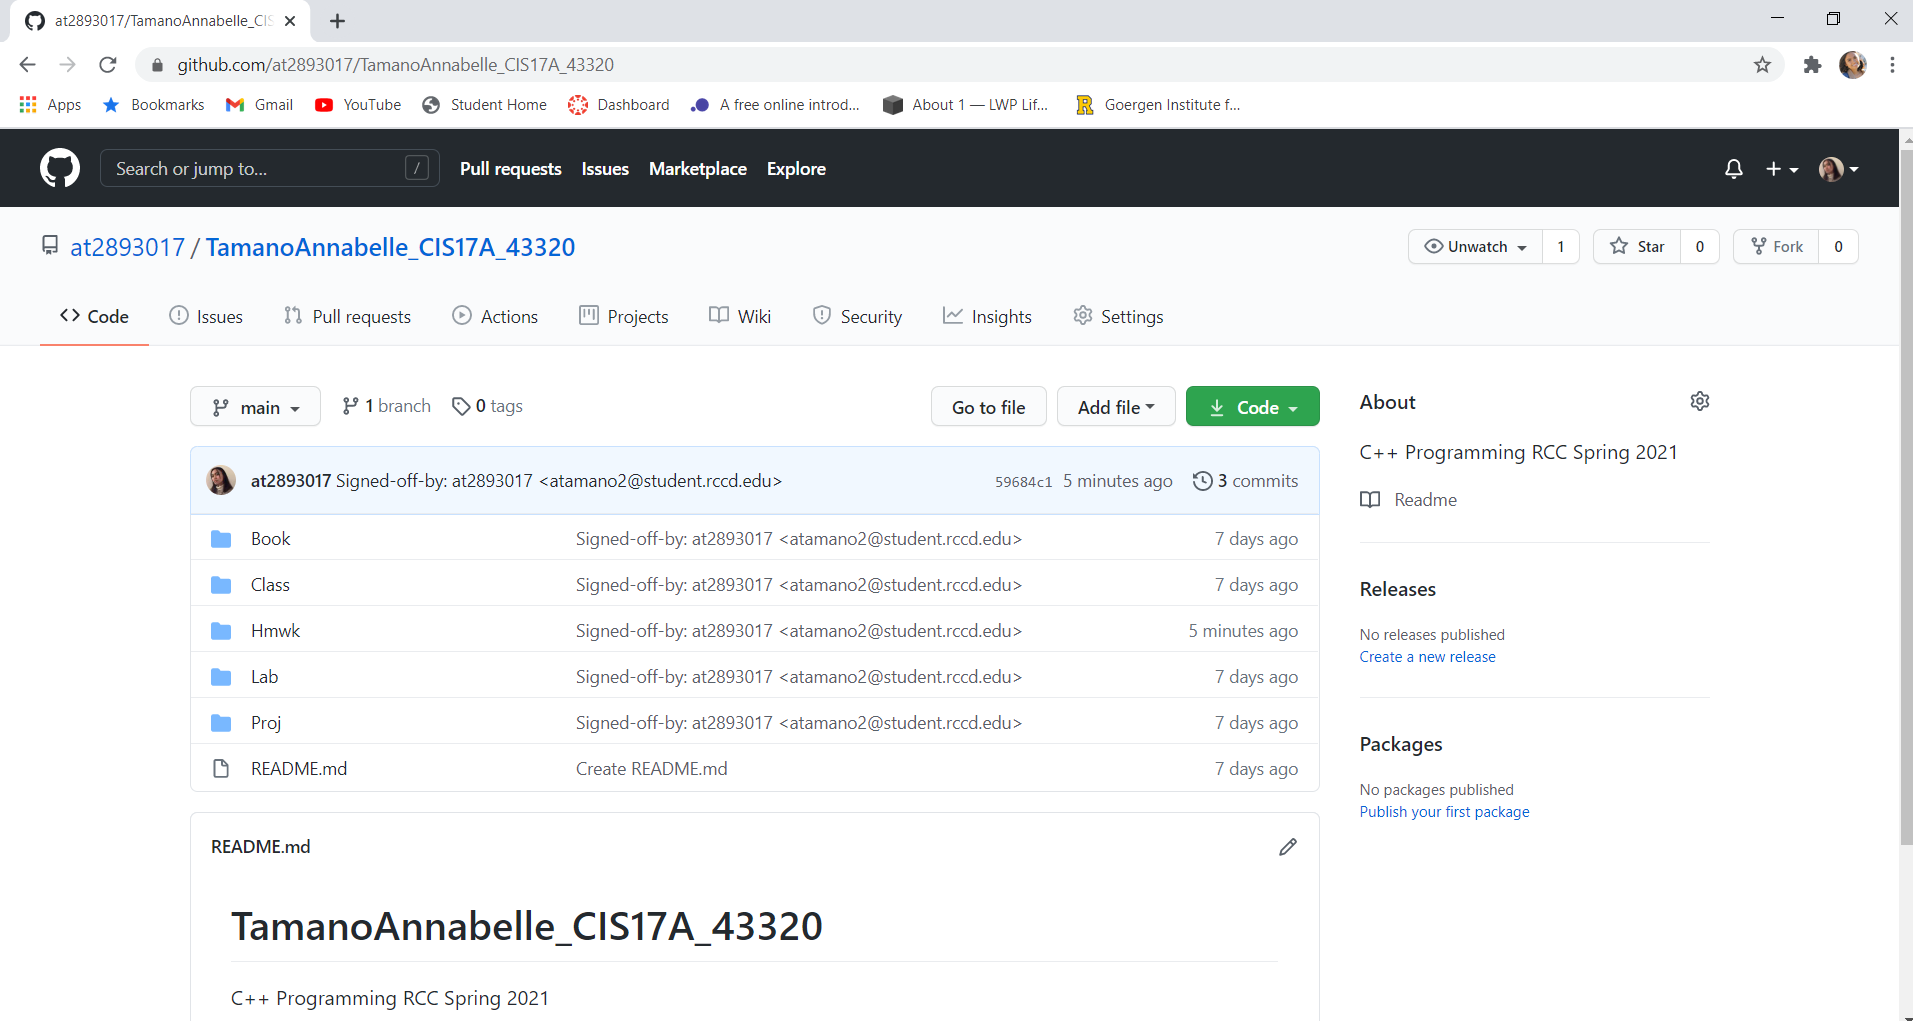 at2893017/TamanoAnnabelle_CIS
github.com/at2893017/TamanoAnnabelle_CIS17A_43320
Apps Bookmarks Gmail YouTube Student Home Dashboard A free online introd... About 1 — LWP Lif... Goergen Institute f...
Search or jump to... / Pull requests Issues Marketplace Explore
at2893017 / TamanoAnnabelle_CIS17A_43320 Unwatch 1 Star 0 Fork 0
Code Issues Pull requests Actions Projects Wiki Security Insights Settings
main 1 branch 0 tags Go to file Add file Code
at2893017 Signed-off-by: at2893017 <atamano2@student.rccd.edu> 59684c1 5 minutes ago 3 commits
Book Signed-off-by: at2893017 <atamano2@student.rccd.edu> 7 days ago
Class Signed-off-by: at2893017 <atamano2@student.rccd.edu> 7 days ago
Hmwk Signed-off-by: at2893017 <atamano2@student.rccd.edu> 5 minutes ago
Lab Signed-off-by: at2893017 <atamano2@student.rccd.edu> 7 days ago
Proj Signed-off-by: at2893017 <atamano2@student.rccd.edu> 7 days ago
README.md Create README.md 7 days ago
README.md
TamanoAnnabelle_CIS17A_43320
C++ Programming RCC Spring 2021
About
C++ Programming RCC Spring 2021
Readme
Releases
No releases published
Create a new release
Packages
No packages published
Publish your first package